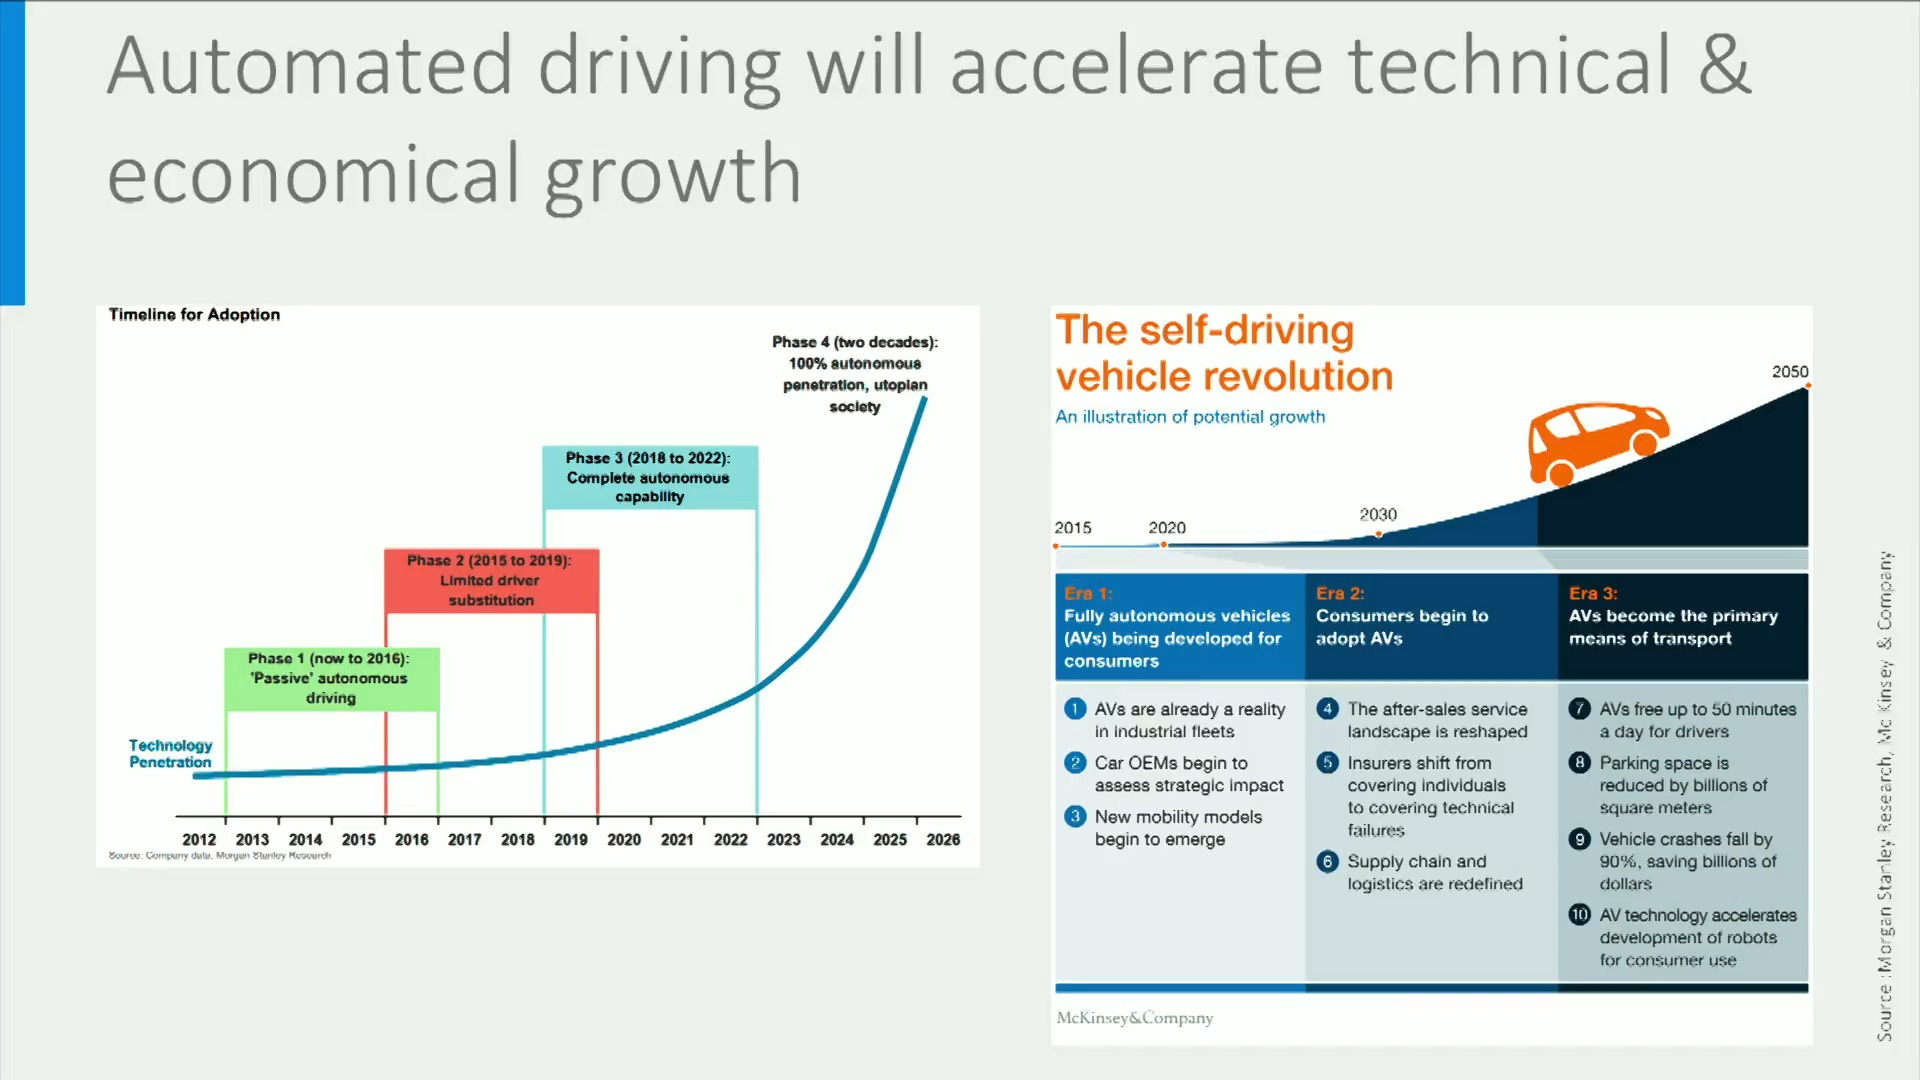 Automated driving will accelerate technical &
economical growth
Timeline for Adoption
Phase 4 (two decades):
100% autonomous
penetration, utopian
society
Phase 3 (2018 to 2022):
Complete autonomous
capability
Phase 2 (2015 to 2019):
Limited driver
substitution
Phase 1 (now to 2016):
'Passive' autonomous
driving
Technology
Penetration
2012 2013 2014 2015 2016 2017 2018 2019 2020 2021 2022 2023 2024 2025 2026
Source: Company data, Morgan Stanley Research
The self-driving
vehicle revolution
An illustration of potential growth
2015
2020
2030
2050
Era 1:
Fully autonomous vehicles
(AVs) being developed for
consumers
1 AVs are already a reality
in industrial fleets
2 Car OEMs begin to
assess strategic impact
3 New mobility models
begin to emerge
Era 2:
Consumers begin to
adopt AVs
4 The after-sales service
landscape is reshaped
5 Insurers shift from
covering individuals
to covering technical
failures
6 Supply chain and
logistics are redefined
Era 3:
AVs become the primary
means of transport
7 AVs free up to 50 minutes
a day for drivers
8 Parking space is
reduced by billions of
square meters
9 Vehicle crashes fall by
90%, saving billions of
dollars
10 AV technology accelerates
development of robots
for consumer use
McKinsey&Company
Source :Morgan Stanley Research, Mc Kinsey & Company